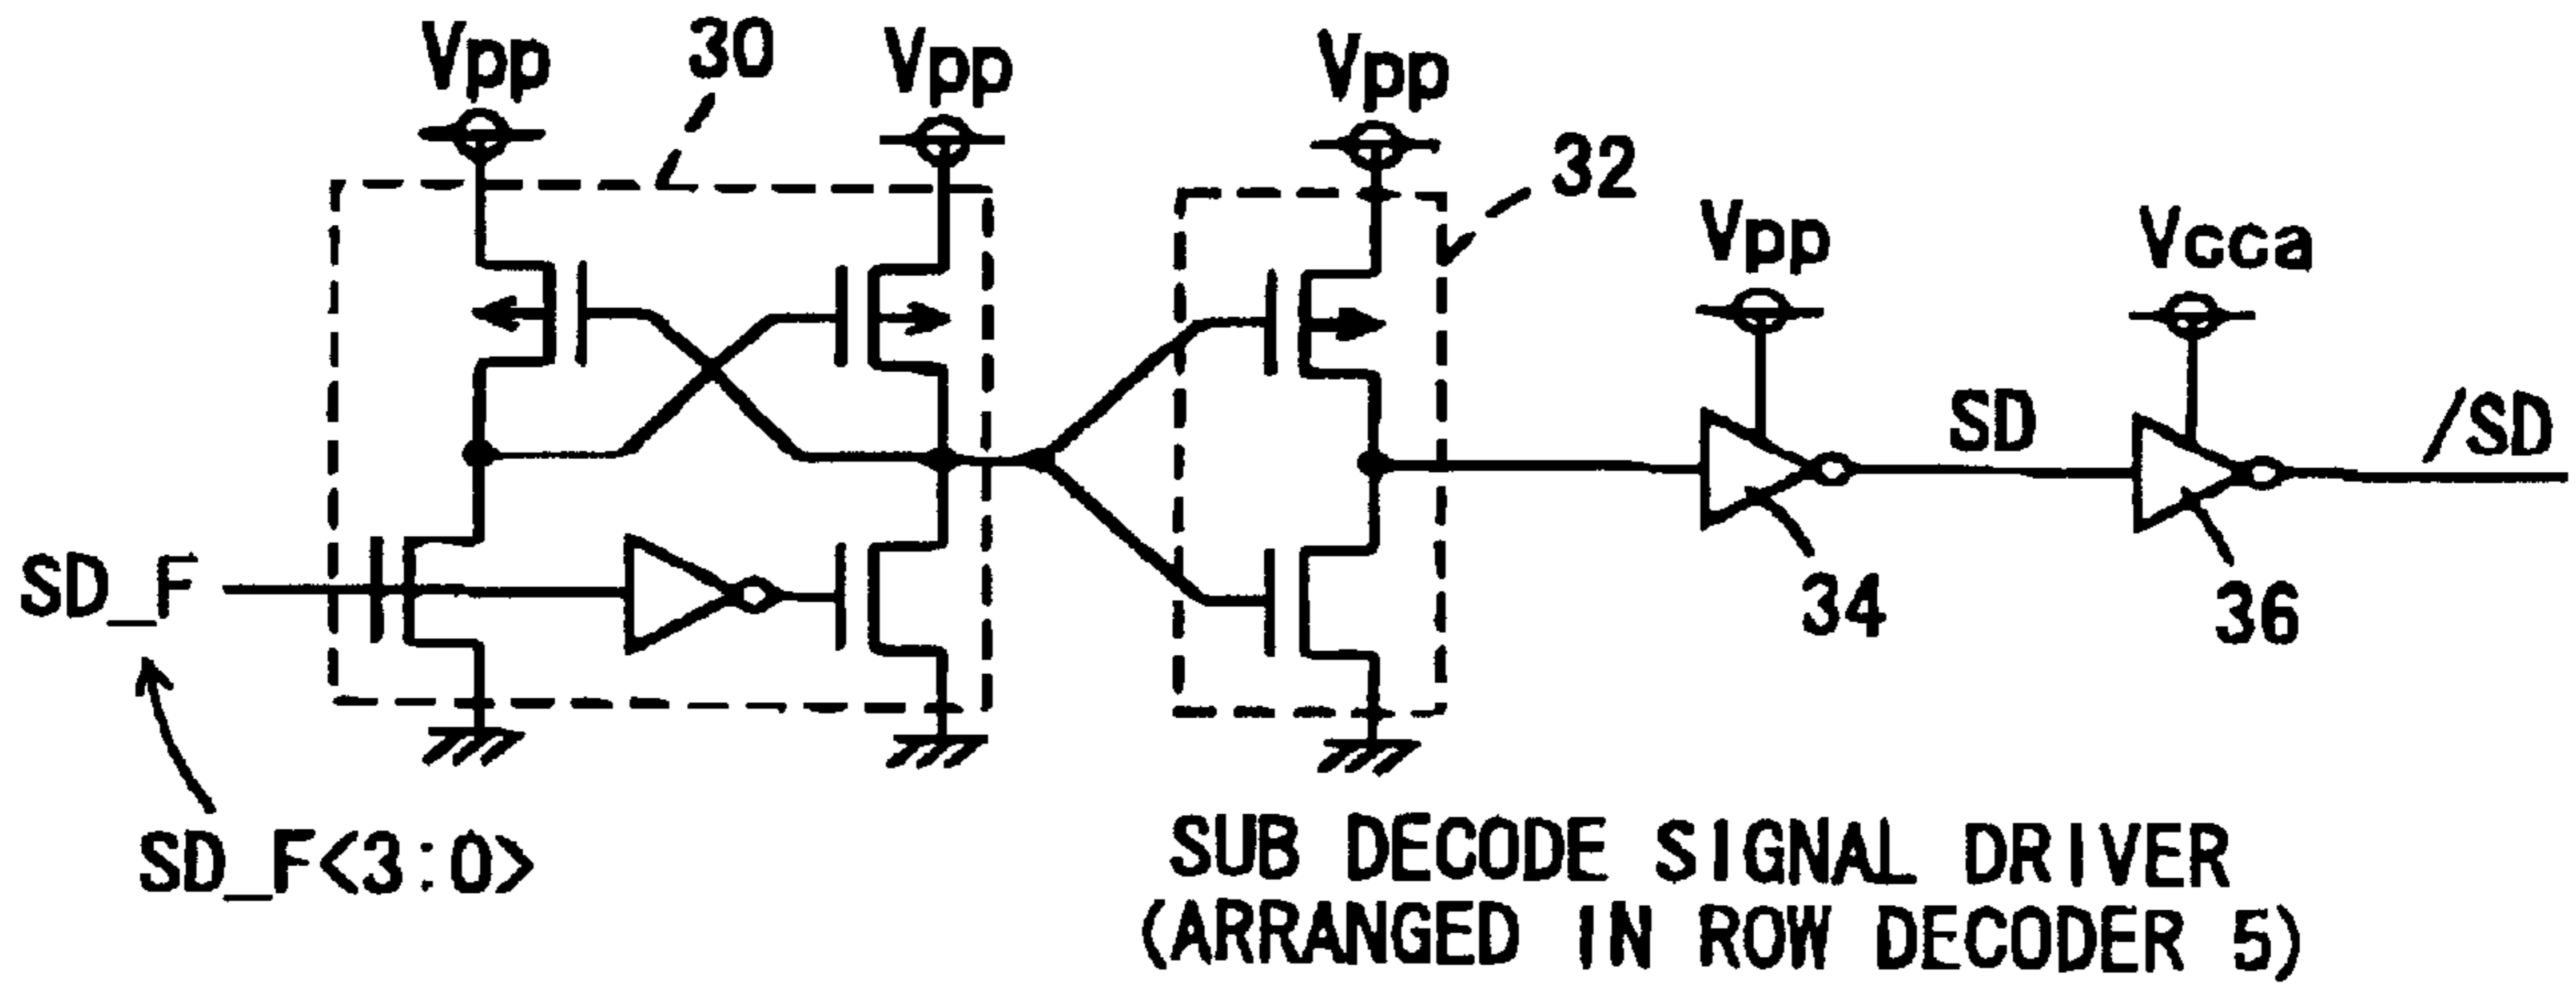 Vpp
30
Vpp
Vpp
32
Vpp
Vcca
SD
/SD
SD_F
34
36
SD_F<3:0>
SUB DECODE SIGNAL DRIVER
(ARRANGED IN ROW DECODER 5)